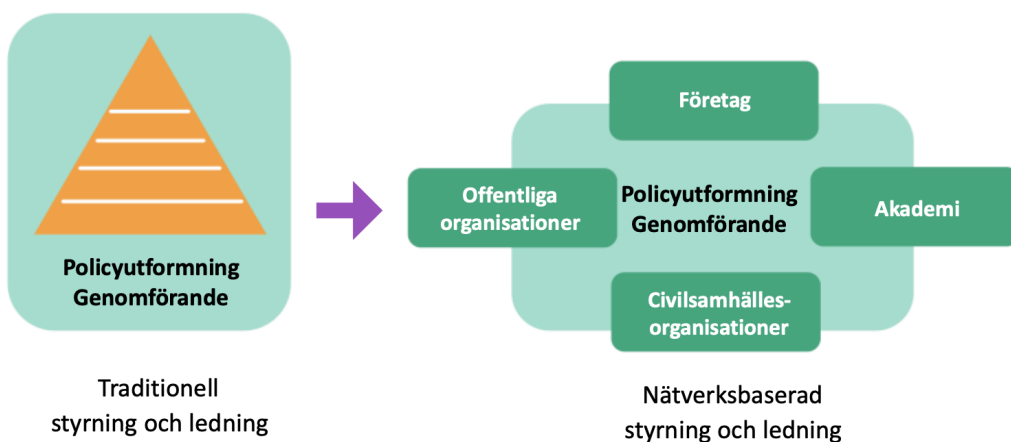 Policyutformning
Genomförande
Traditionell
styrning och ledning
Företag
Offentliga
organisationer
Policyutformning
Genomförande
Akademi
Civilsamhälles-
organisationer
Nätverksbaserad
styrning och ledning